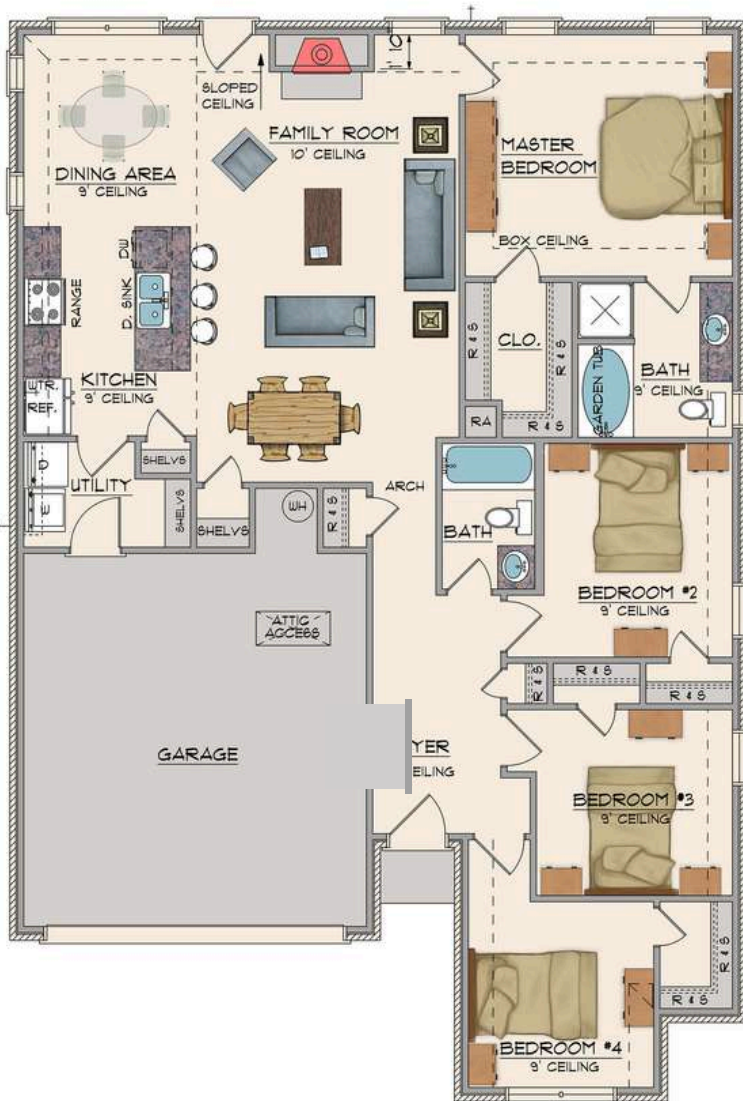 1' 10
SLOPED
CEILING
FAMILY ROOM
10' CEILING
DINING AREA
9' CEILING
MASTER
BEDROOM
BOX CEILING
DW
D. SINK
RANGE
KITCHEN
9' CEILING
WTR.
REF.
R & S
CLO.
R & S
R & S
RA
GARDEN TUB
BATH
9' CEILING
D
W
UTILITY
SHELVS
SHELVS
SHELVS
WH
R & S
ARCH
BATH
BEDROOM #2
9' CEILING
ATTIC
ACCESS
R & S
R & S
R & S
GARAGE
YER
EILING
BEDROOM #3
9' CEILING
R & S
R & S
BEDROOM #4
9' CEILING